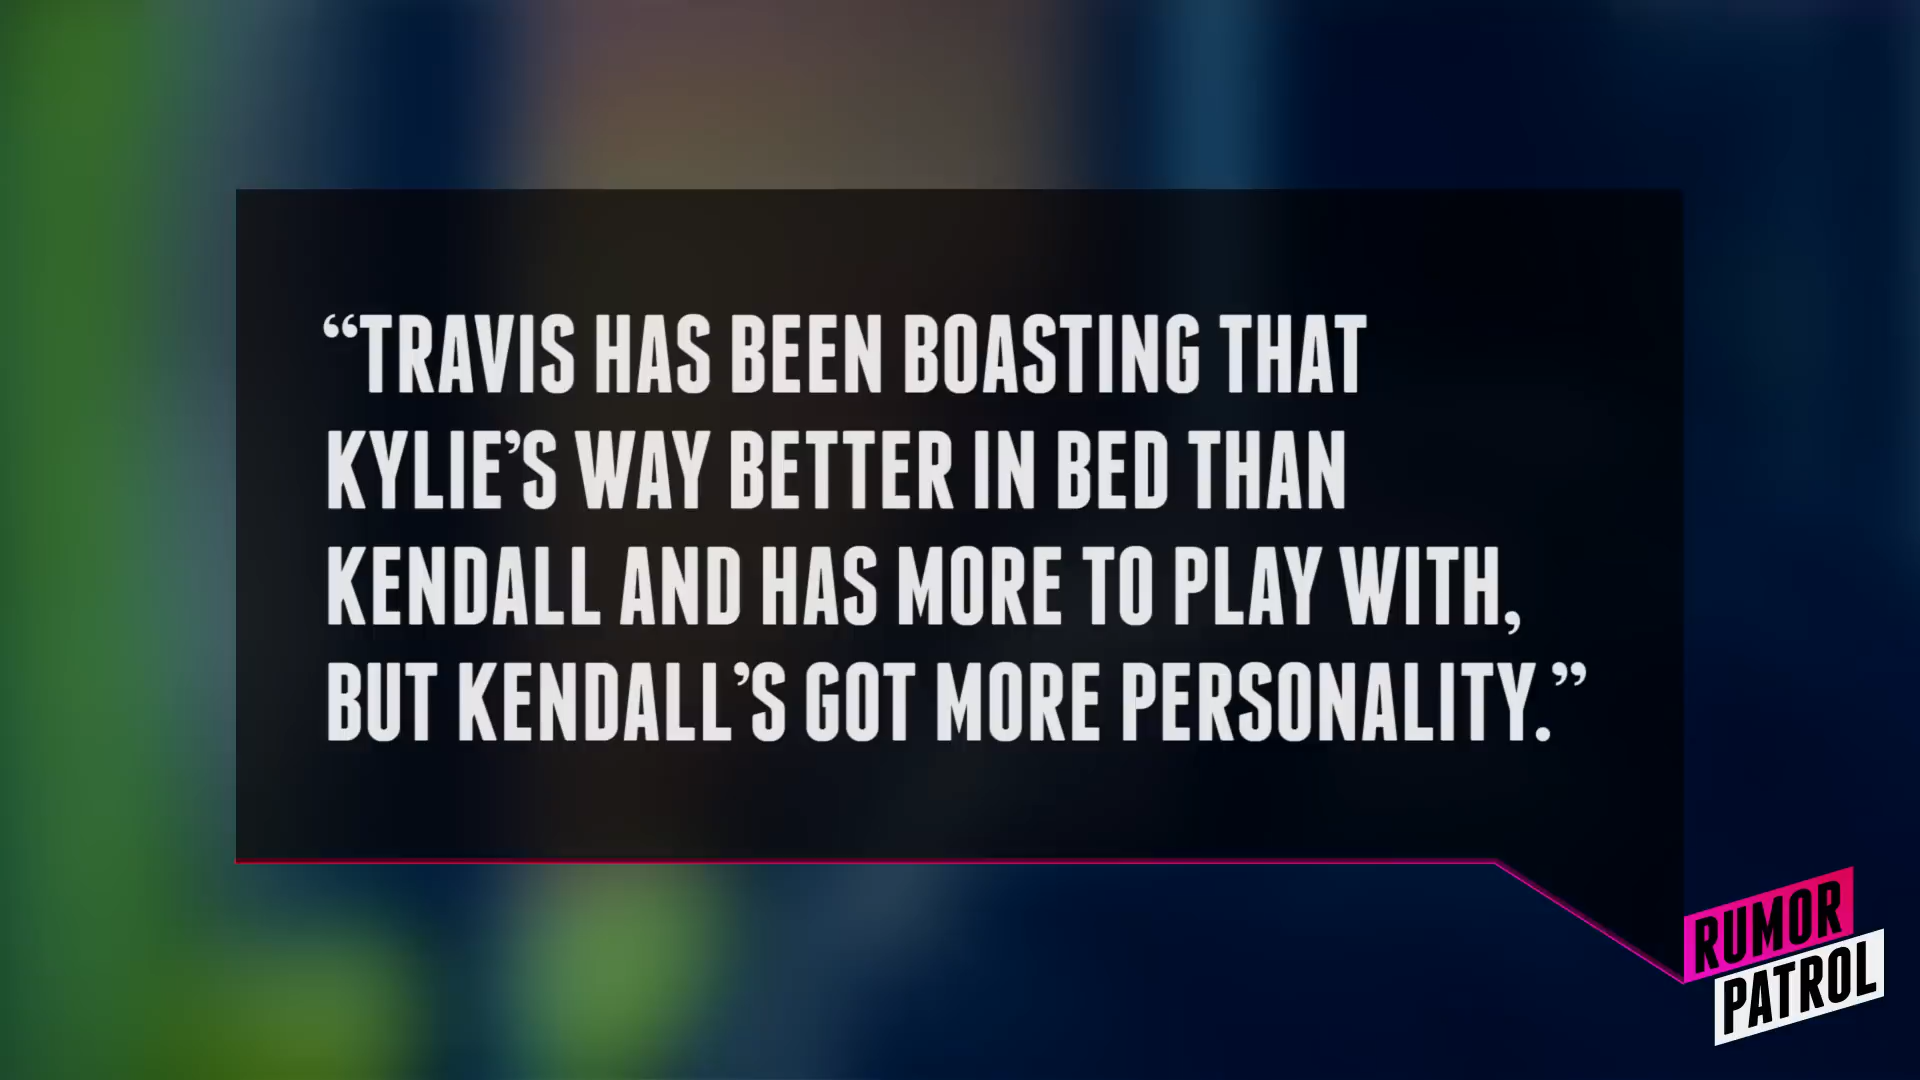 “TRAVIS HAS BEEN BOASTING THAT
KYLIE’S WAY BETTER IN BED THAN
KENDALL AND HAS MORE TO PLAY WITH,
BUT KENDALL’S GOT MORE PERSONALITY.”
RUMOR
PATROL